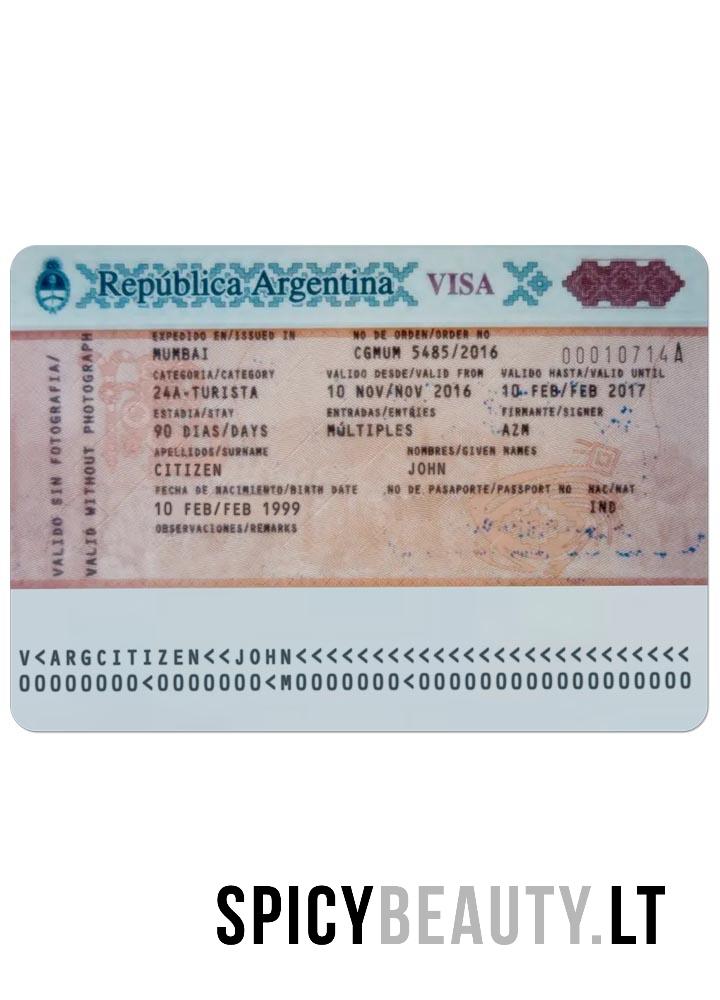 República Argentina VISA
EXPEDIDO EN/ISSUED IN NO DE ORDEN/ORDER NO
MUMBAI CGMUM 5485/2016 00010714A
CATEGORIA/CATEGORY VALIDO DESDE/VALID FROM VALIDO HASTA/VALID UNTIL
24A-TURISTA 10 NOV/NOV 2016 10 FEB/FEB 2017
ESTADIA/STAY ENTRADAS/ENTRIES FIRMANTE/SIGNER
90 DIAS/DAYS MÚLTIPLES AZM
APELLIDOS/SURNAME NOMBRES/GIVEN NAMES
CITIZEN JOHN
FECHA DE NACIMIENTO/BIRTH DATE NO DE PASAPORTE/PASSPORT NO NAC/NAT
10 FEB/FEB 1999 IND
OBSERVACIONES/REMARKS
VALIDO SIN FOTOGRAFIA/
VALID WITHOUT PHOTOGRAPH
V<ARGCITIZEN<<JOHN<<<<<<<<<<<<<<<<<<<<<<<<<<
00000000<0000000<M0000000<000000000000000000
SPICYBEAUTY.LT